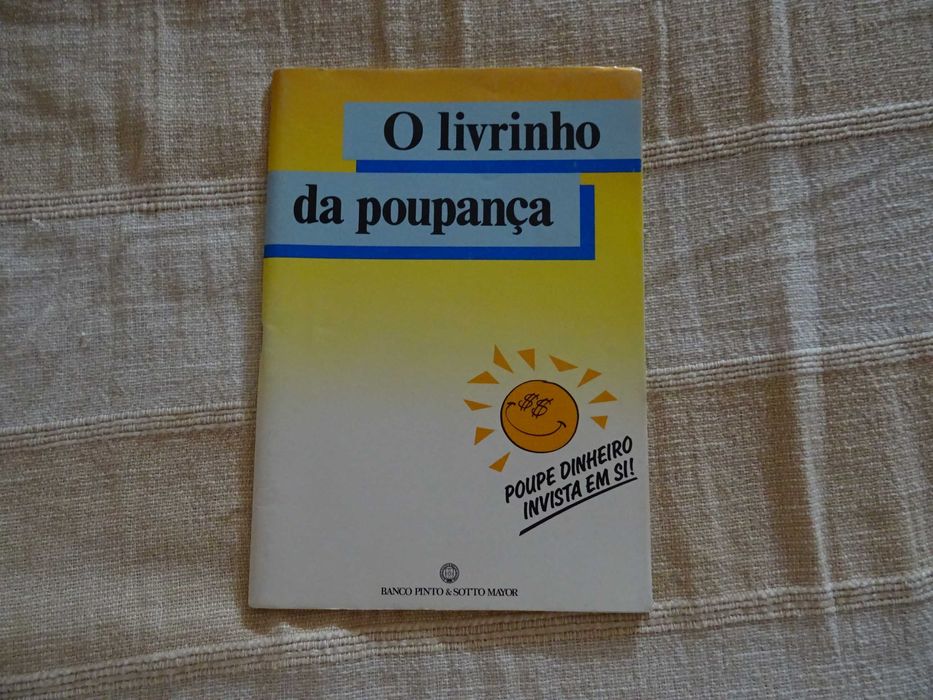 O livrinho
da poupança
$$
POUPE DINHEIRO
INVISTA EM SI!
BANCO PINTO & SOTTO MAYOR